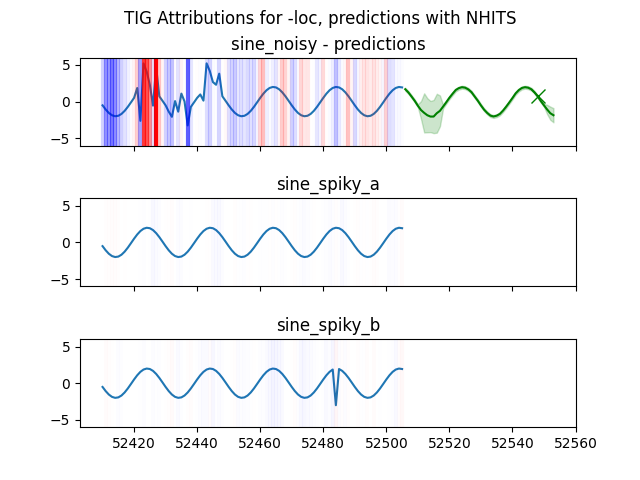 TIG Attributions for -loc, predictions with NHITS
sine_noisy - predictions
5
0
−5
sine_spiky_a
5
0
−5
sine_spiky_b
5
0
−5
52420 52440 52460 52480 52500 52520 52540 52560